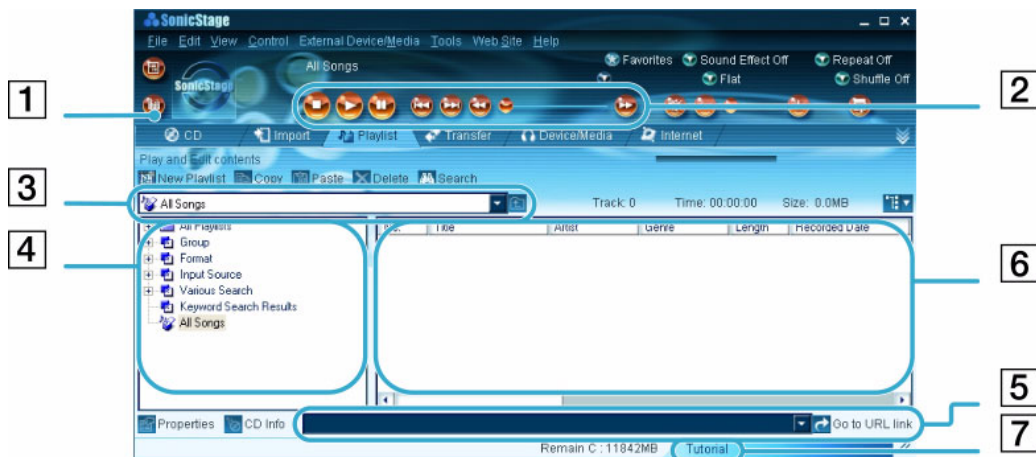 SonicStage
File Edit View Control External Device/Media Tools Web Site Help
All Songs
Favorites Sound Effect Off Repeat Off
Flat Shuffle Off
SonicStage
1
2
CD Import Playlist Transfer Device/Media Internet
Play and Edit contents
New Playlist Copy Paste Delete Search
3
All Songs Track: 0 Time: 00:00:00 Size: 0.0MB
4
All Playlists
Group
Format
Input Source
Various Search
Keyword Search Results
All Songs
No. Title Artist Genre Length Recorded Date
6
5
Properties CD Info Go to URL link
7
Remain C : 11842MB Tutorial